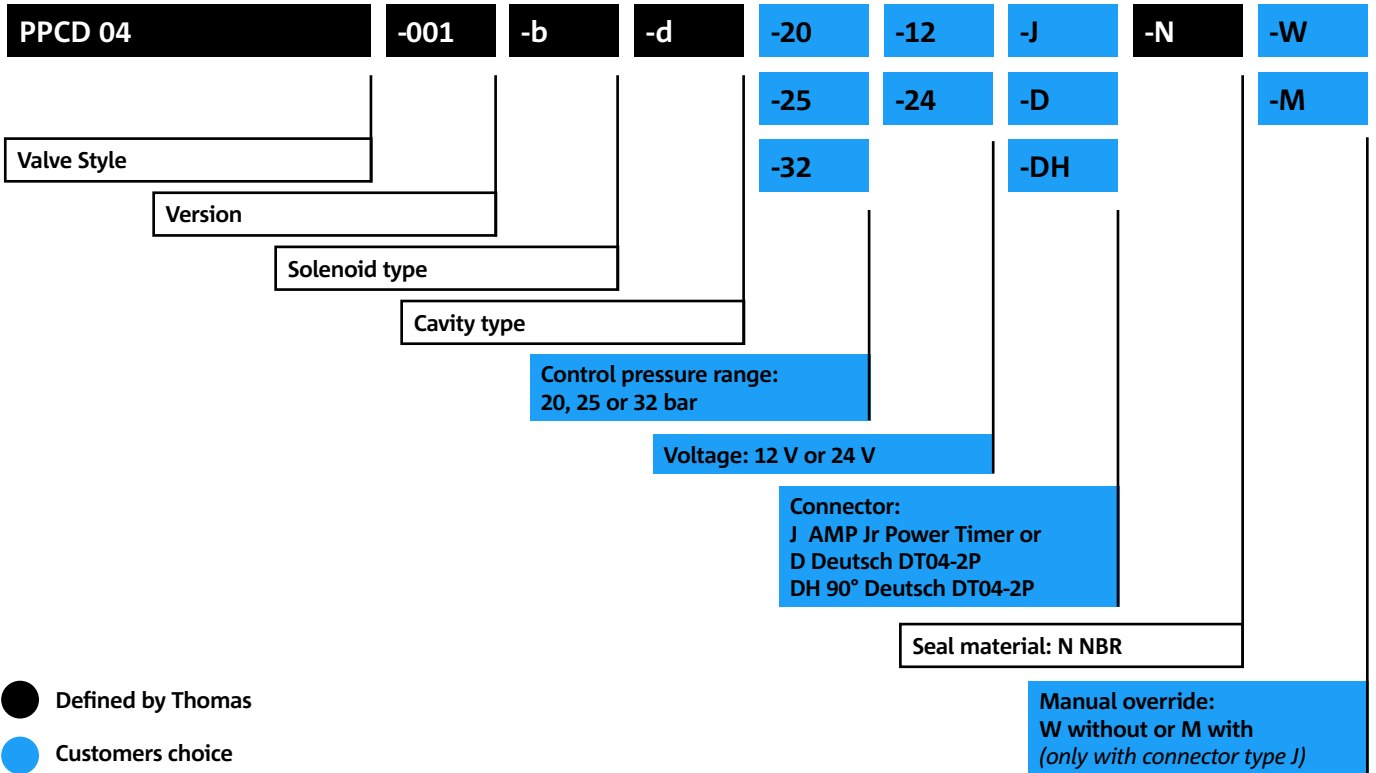 PPCD 04 -001 -b -d -20 -12 -J -N -W
-25 -24 -D -M
-32 -DH
Valve Style
Version
Solenoid type
Cavity type
Control pressure range:
20, 25 or 32 bar
Voltage: 12 V or 24 V
Connector:
J AMP Jr Power Timer or
D Deutsch DT04-2P
DH 90° Deutsch DT04-2P
Seal material: N NBR
Manual override:
W without or M with
(only with connector type J)
Defined by Thomas
Customers choice